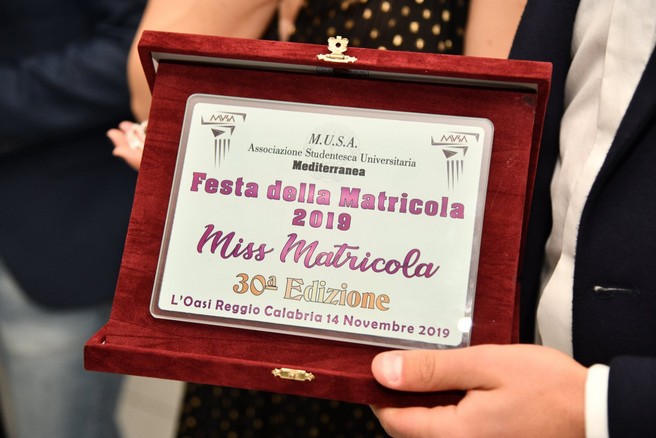 MUSA
M.U.S.A.
MUSA
Associazione Studentesca Universitaria
Mediterranea
Festa della Matricola
2019
Miss Matricola
30ª Edizione
L'Oasi Reggio Calabria 14 Novembre 2019